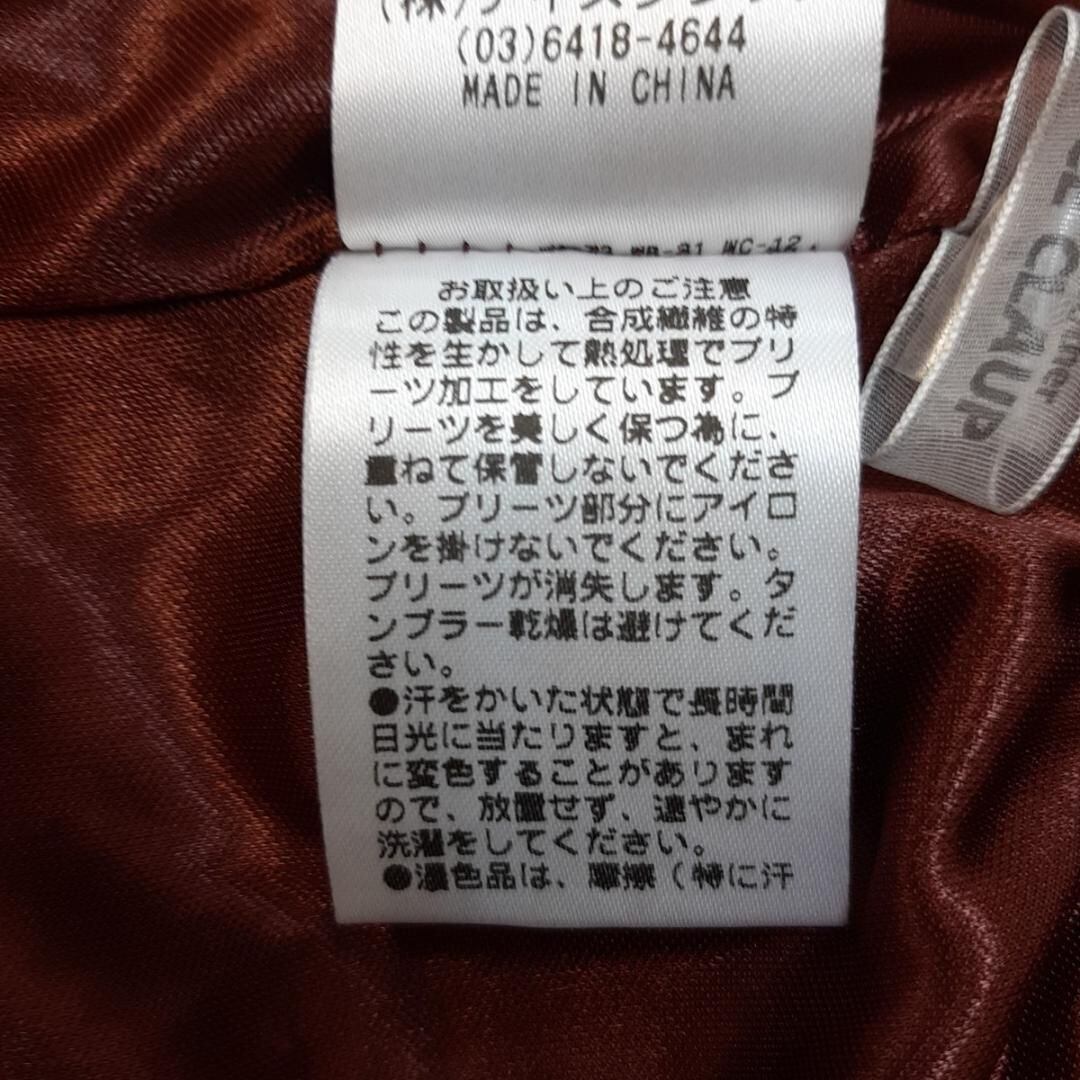 (03)6418-4644
MADE IN CHINA
WC-12
お取扱い上のご注意
この製品は、合成繊維の特
性を生かして熱処理でプリ
ーツ加工をしています。プ
リーツを美しく保つ為に、
重ねて保管しないでくださ
い。プリーツ部分にアイロ
ンを掛けないでください。
プリーツが消失します。タ
ンブラー乾燥は避けてくだ
さい。
●汗をかいた状態で長時間
日光に当たりますと、まれ
に変色することがあります
ので、放置せず、速やかに
洗濯をしてください。
●濃色品は、摩擦(特に汗
CLAUP